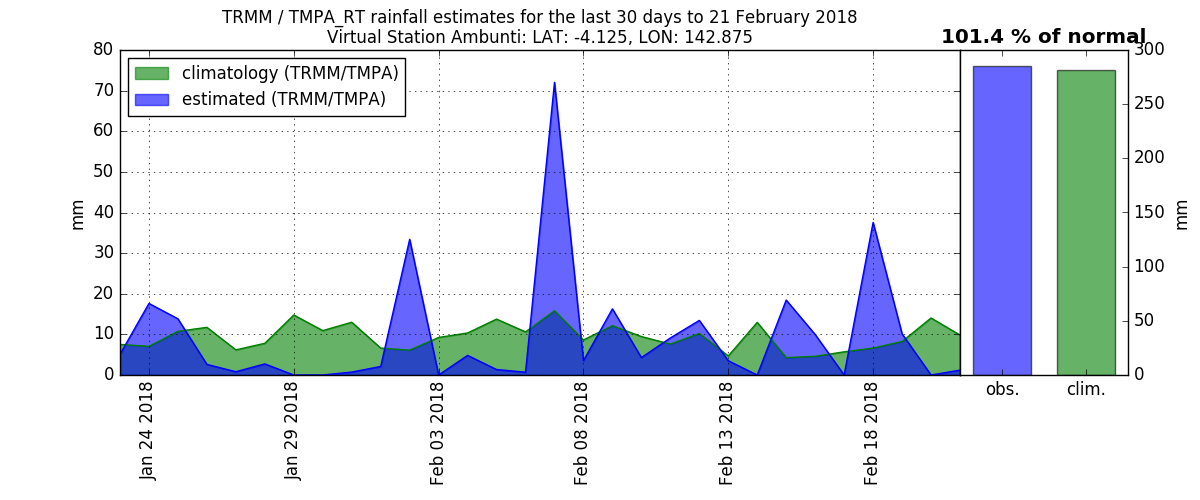 TRMM / TMPA_RT rainfall estimates for the last 30 days to 21 February 2018
Virtual Station Ambunti: LAT: -4.125, LON: 142.875
101.4 % of normal
climatology (TRMM/TMPA)
estimated (TRMM/TMPA)
80
70
60
50
40
30
20
10
0
mm
Jan 24 2018
Jan 29 2018
Feb 03 2018
Feb 08 2018
Feb 13 2018
Feb 18 2018
300
250
200
150
100
50
0
mm
obs.
clim.